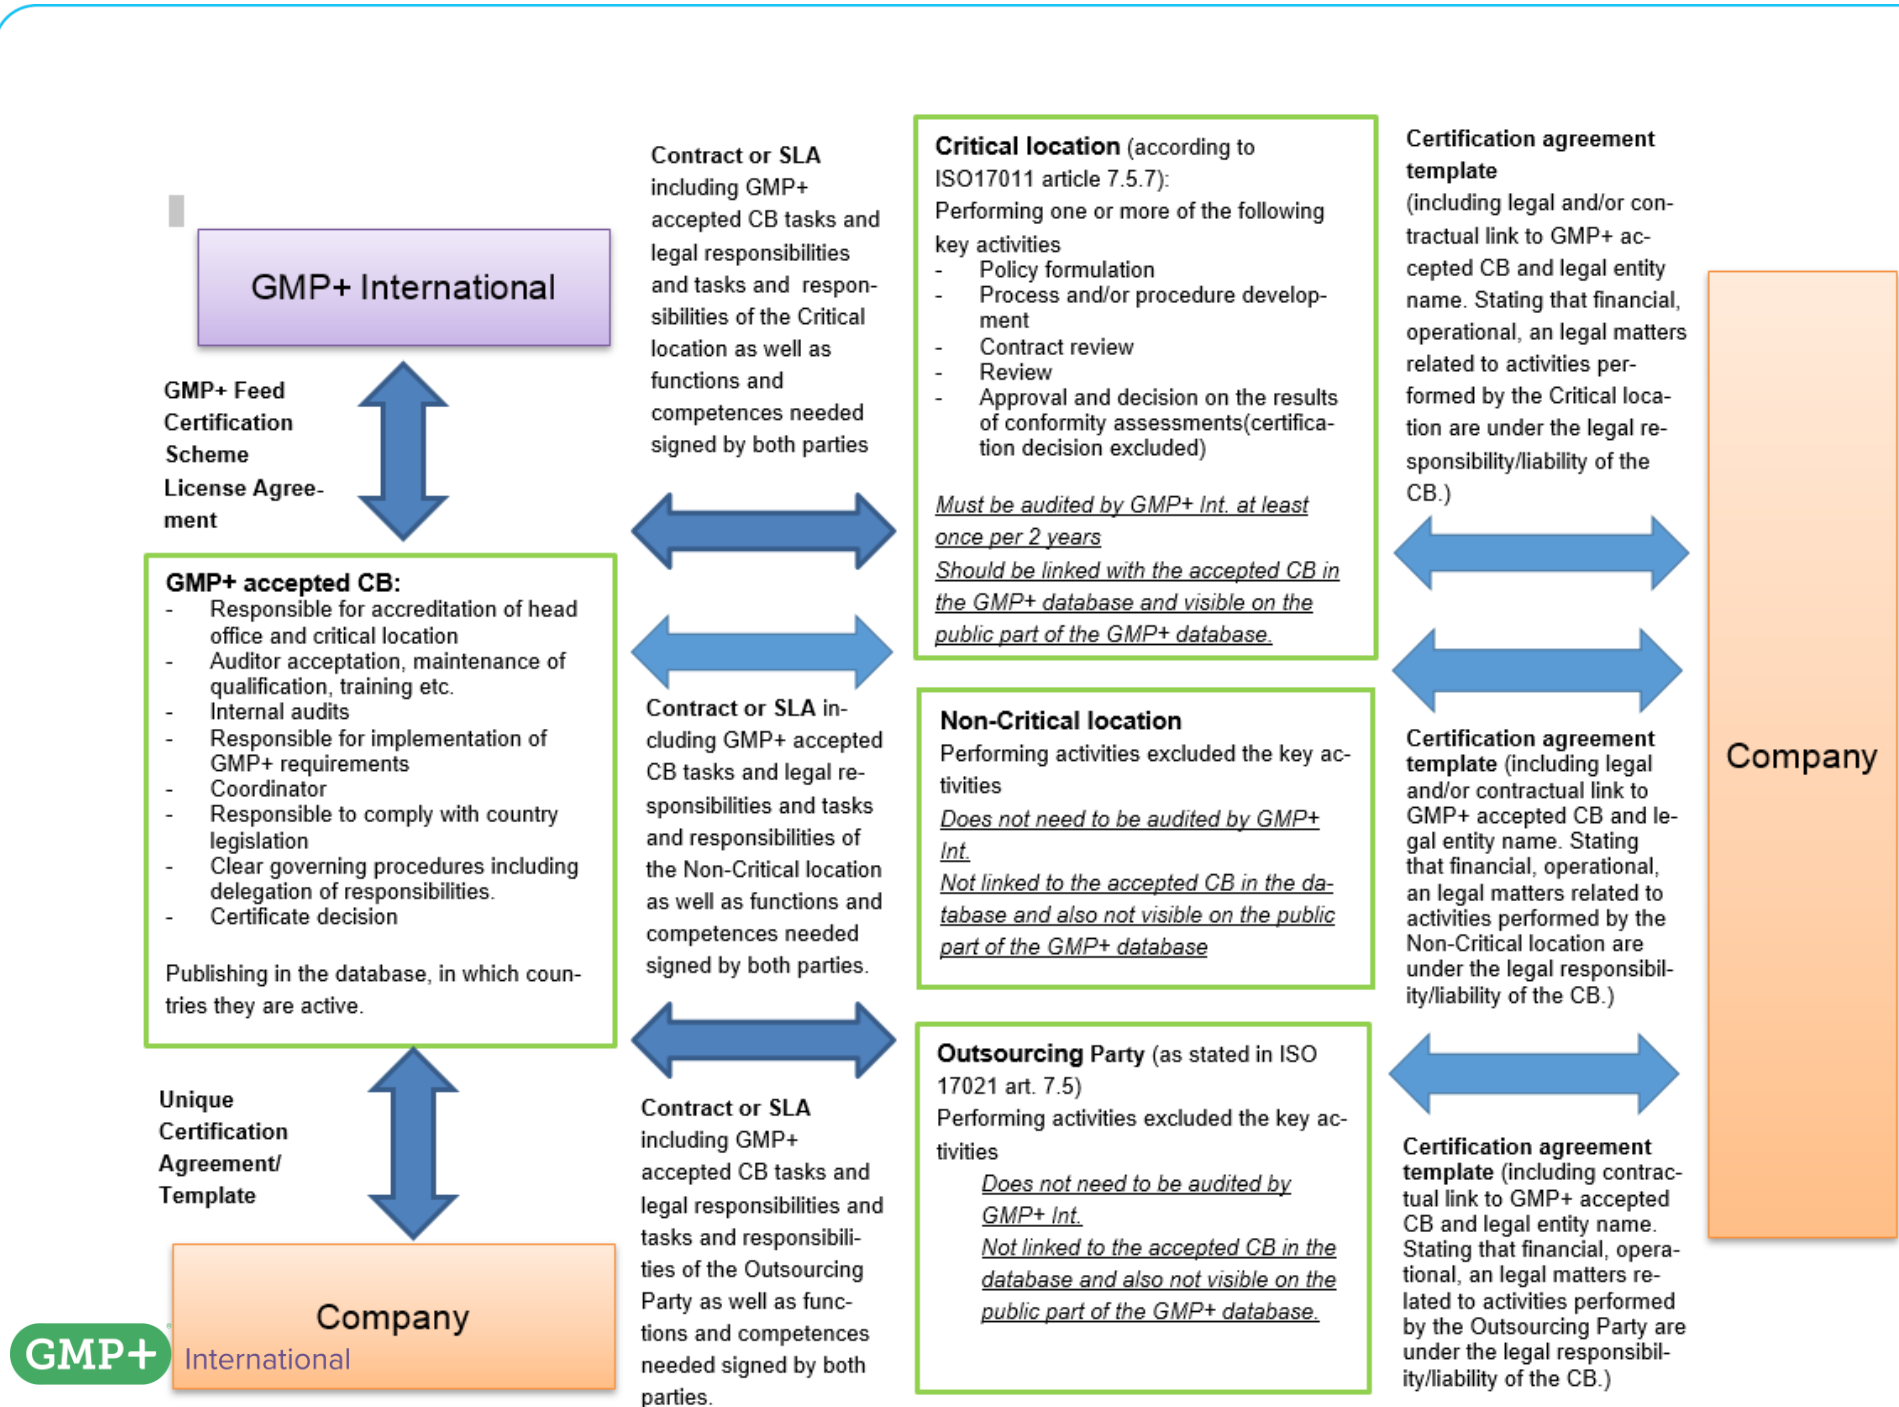 GMP+ International
GMP+ Feed
Certification
Scheme
License Agree-
ment
GMP+ accepted CB:
- Responsible for accreditation of head
office and critical location
- Auditor acceptation, maintenance of
qualification, training etc.
- Internal audits
- Responsible for implementation of
GMP+ requirements
- Coordinator
- Responsible to comply with country
legislation
- Clear governing procedures including
delegation of responsibilities.
- Certificate decision
Publishing in the database, in which coun-
tries they are active.
Unique
Certification
Agreement/
Template
Company
GMP+ International
Contract or SLA
including GMP+
accepted CB tasks and
legal responsibilities
and tasks and respon-
sibilities of the Critical
location as well as
functions and
competences needed
signed by both parties
Contract or SLA in-
cluding GMP+ accepted
CB tasks and legal re-
sponsibilities and tasks
and responsibilities of
the Non-Critical location
as well as functions and
competences needed
signed by both parties.
Contract or SLA
including GMP+
accepted CB tasks and
legal responsibilities and
tasks and responsibili-
ties of the Outsourcing
Party as well as func-
tions and competences
needed signed by both
parties.
Critical location (according to
ISO17011 article 7.5.7):
Performing one or more of the following
key activities
- Policy formulation
- Process and/or procedure develop-
ment
- Contract review
- Review
- Approval and decision on the results
of conformity assessments(certifica-
tion decision excluded)
Must be audited by GMP+ Int. at least
once per 2 years
Should be linked with the accepted CB in
the GMP+ database and visible on the
public part of the GMP+ database.
Non-Critical location
Performing activities excluded the key ac-
tivities
Does not need to be audited by GMP+
Int.
Not linked to the accepted CB in the da-
tabase and also not visible on the public
part of the GMP+ database
Outsourcing Party (as stated in ISO
17021 art. 7.5)
Performing activities excluded the key ac-
tivities
Does not need to be audited by
GMP+ Int.
Not linked to the accepted CB in the
database and also not visible on the
public part of the GMP+ database.
Certification agreement
template
(including legal and/or con-
tractual link to GMP+ ac-
cepted CB and legal entity
name. Stating that financial,
operational, an legal matters
related to activities per-
formed by the Critical loca-
tion are under the legal re-
sponsibility/liability of the
CB.)
Certification agreement
template (including legal
and/or contractual link to
GMP+ accepted CB and le-
gal entity name. Stating
that financial, operational,
an legal matters related to
activities performed by the
Non-Critical location are
under the legal responsibil-
ity/liability of the CB.)
Certification agreement
template (including contrac-
tual link to GMP+ accepted
CB and legal entity name.
Stating that financial, opera-
tional, an legal matters re-
lated to activities performed
by the Outsourcing Party are
under the legal responsibil-
ity/liability of the CB.)
Company